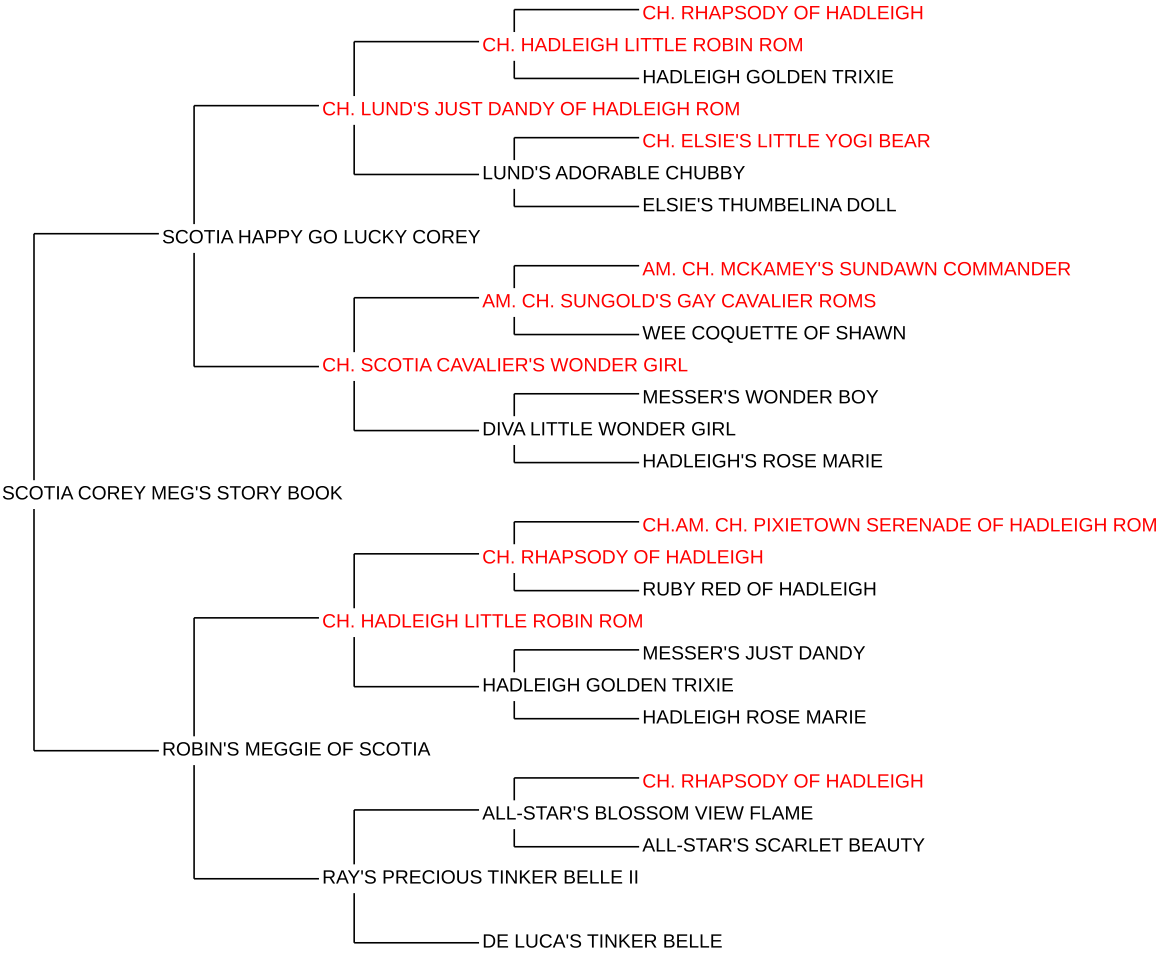 CH. RHAPSODY OF HADLEIGH
CH. HADLEIGH LITTLE ROBIN ROM
HADLEIGH GOLDEN TRIXIE
CH. LUND'S JUST DANDY OF HADLEIGH ROM
CH. ELSIE'S LITTLE YOGI BEAR
LUND'S ADORABLE CHUBBY
ELSIE'S THUMBELINA DOLL
SCOTIA HAPPY GO LUCKY COREY
AM. CH. MCKAMEY'S SUNDAWN COMMANDER
AM. CH. SUNGOLD'S GAY CAVALIER ROMS
WEE COQUETTE OF SHAWN
CH. SCOTIA CAVALIER'S WONDER GIRL
MESSER'S WONDER BOY
DIVA LITTLE WONDER GIRL
HADLEIGH'S ROSE MARIE
SCOTIA COREY MEG'S STORY BOOK
CH.AM. CH. PIXIETOWN SERENADE OF HADLEIGH ROM
CH. RHAPSODY OF HADLEIGH
RUBY RED OF HADLEIGH
CH. HADLEIGH LITTLE ROBIN ROM
MESSER'S JUST DANDY
HADLEIGH GOLDEN TRIXIE
HADLEIGH ROSE MARIE
ROBIN'S MEGGIE OF SCOTIA
CH. RHAPSODY OF HADLEIGH
ALL-STAR'S BLOSSOM VIEW FLAME
ALL-STAR'S SCARLET BEAUTY
RAY'S PRECIOUS TINKER BELLE II
DE LUCA'S TINKER BELLE